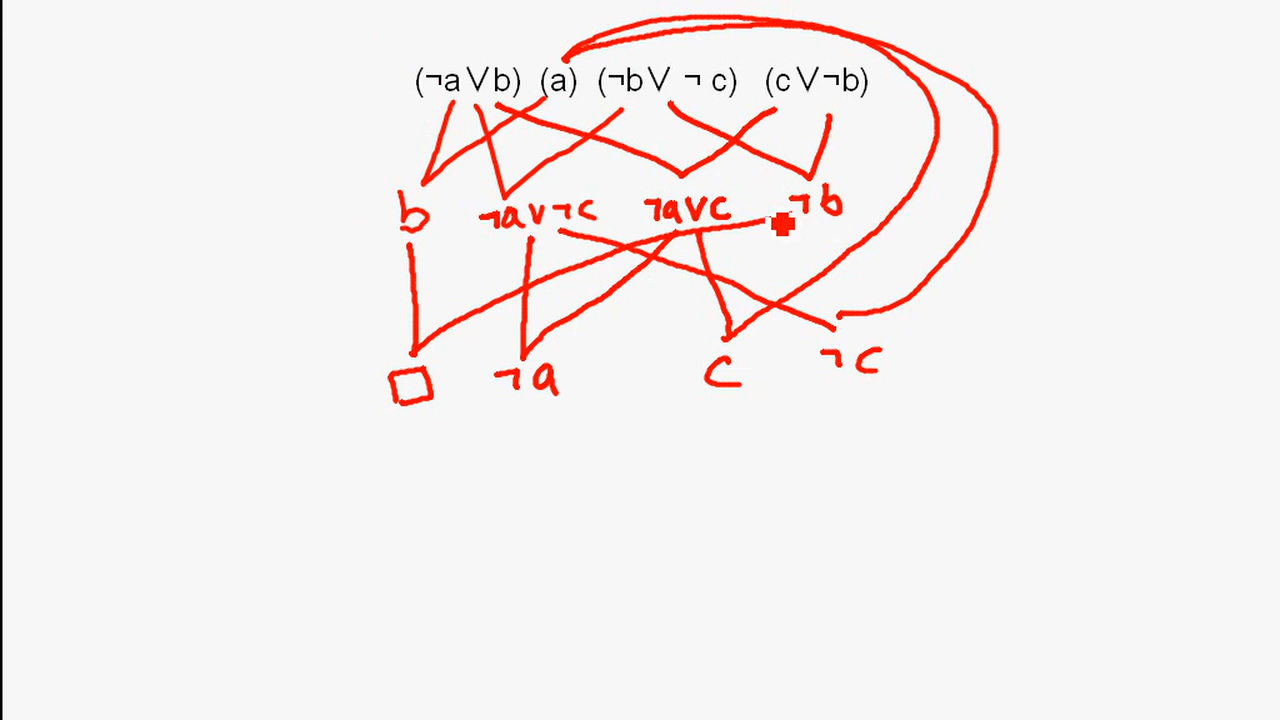 (¬a∨b) (a) (¬b∨ ¬c) (c∨¬b)
b ¬a∨¬c ¬a∨c ¬b
□ ¬a c ¬c